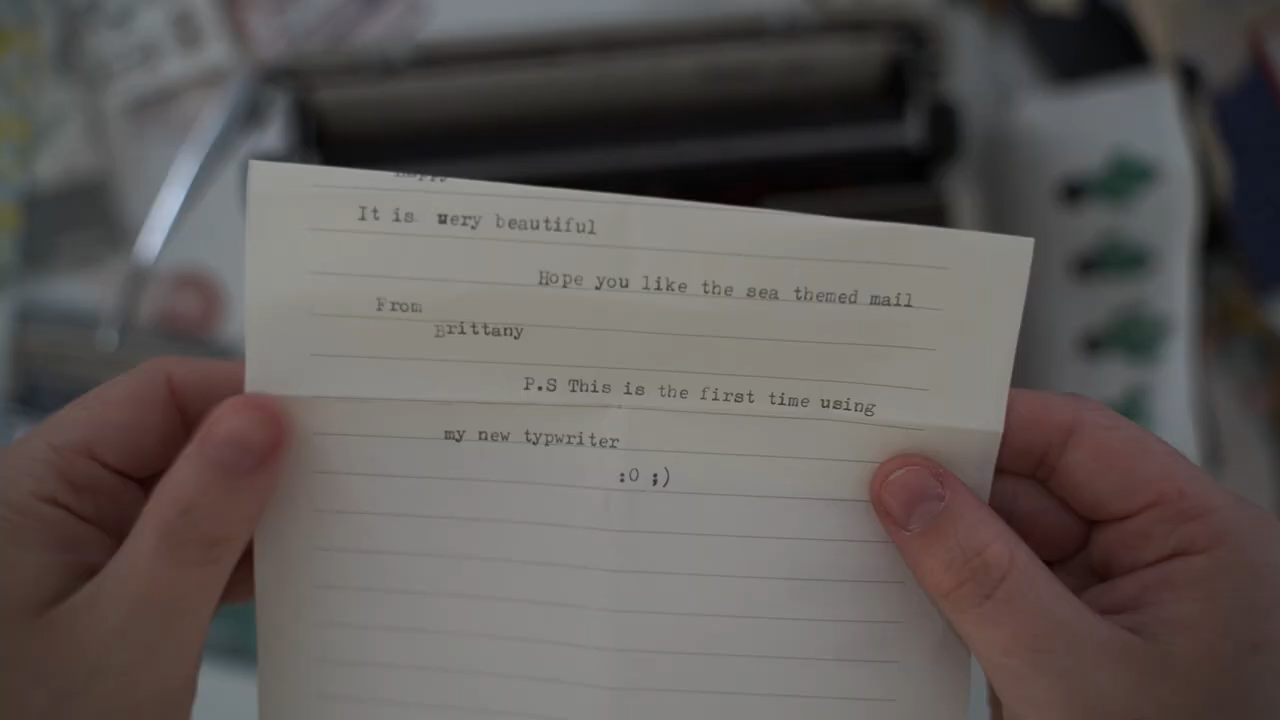 It is very beautiful
Hope you like the sea themed mail
From
Brittany
P.S This is the first time using
my new typwriter
:O ;)